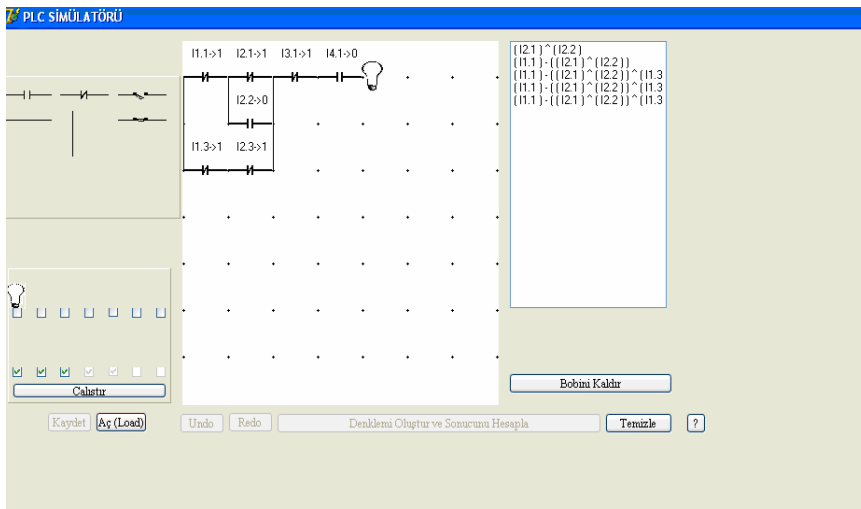 PLC SİMÜLATÖRÜ
I1.1->1 I2.1->1 I3.1->1 I4.1->0
I2.2->0
I1.3->1 I2.3->1
(I2.1)^(I2.2)
(I1.1)-((I2.1)^(I2.2))
(I1.1)-((I2.1)^(I2.2))^(I1.3
(I1.1)-((I2.1)^(I2.2))^(I1.3
(I1.1)-((I2.1)^(I2.2))^(I1.3
Bobini Kaldır
Çalıştır
Kaydet Aç (Load) Undo Redo Denklemi Oluştur ve Sonucunu Hesapla Temizle ?